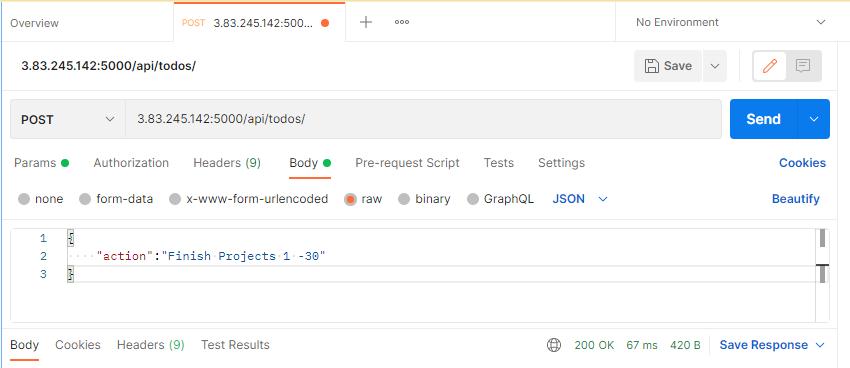 Overview
POST 3.83.245.142:500...
No Environment
3.83.245.142:5000/api/todos/
Save
POST
3.83.245.142:5000/api/todos/
Send
Params
Authorization
Headers (9)
Body
Pre-request Script
Tests
Settings
Cookies
none
form-data
x-www-form-urlencoded
raw
binary
GraphQL
JSON
Beautify
1 {
2 "action":"Finish Projects 1 -30"
3 }
Body
Cookies
Headers (9)
Test Results
200 OK
67 ms
420 B
Save Response